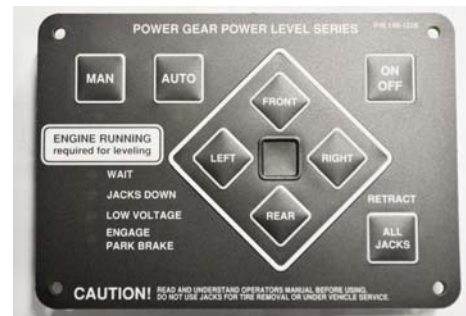 POWER GEAR POWER LEVEL SERIES
MAN
AUTO
ON
OFF
FRONT
ENGINE RUNNING
required for leveling
LEFT
RIGHT
WAIT
JACKS DOWN
LOW VOLTAGE
ENGAGE
PARK BRAKE
REAR
RETRACT
ALL
JACKS
CAUTION! READ AND UNDERSTAND OPERATORS MANUAL BEFORE USING.
DO NOT USE JACKS FOR TIRE REMOVAL OR UNDER VEHICLE SERVICE.